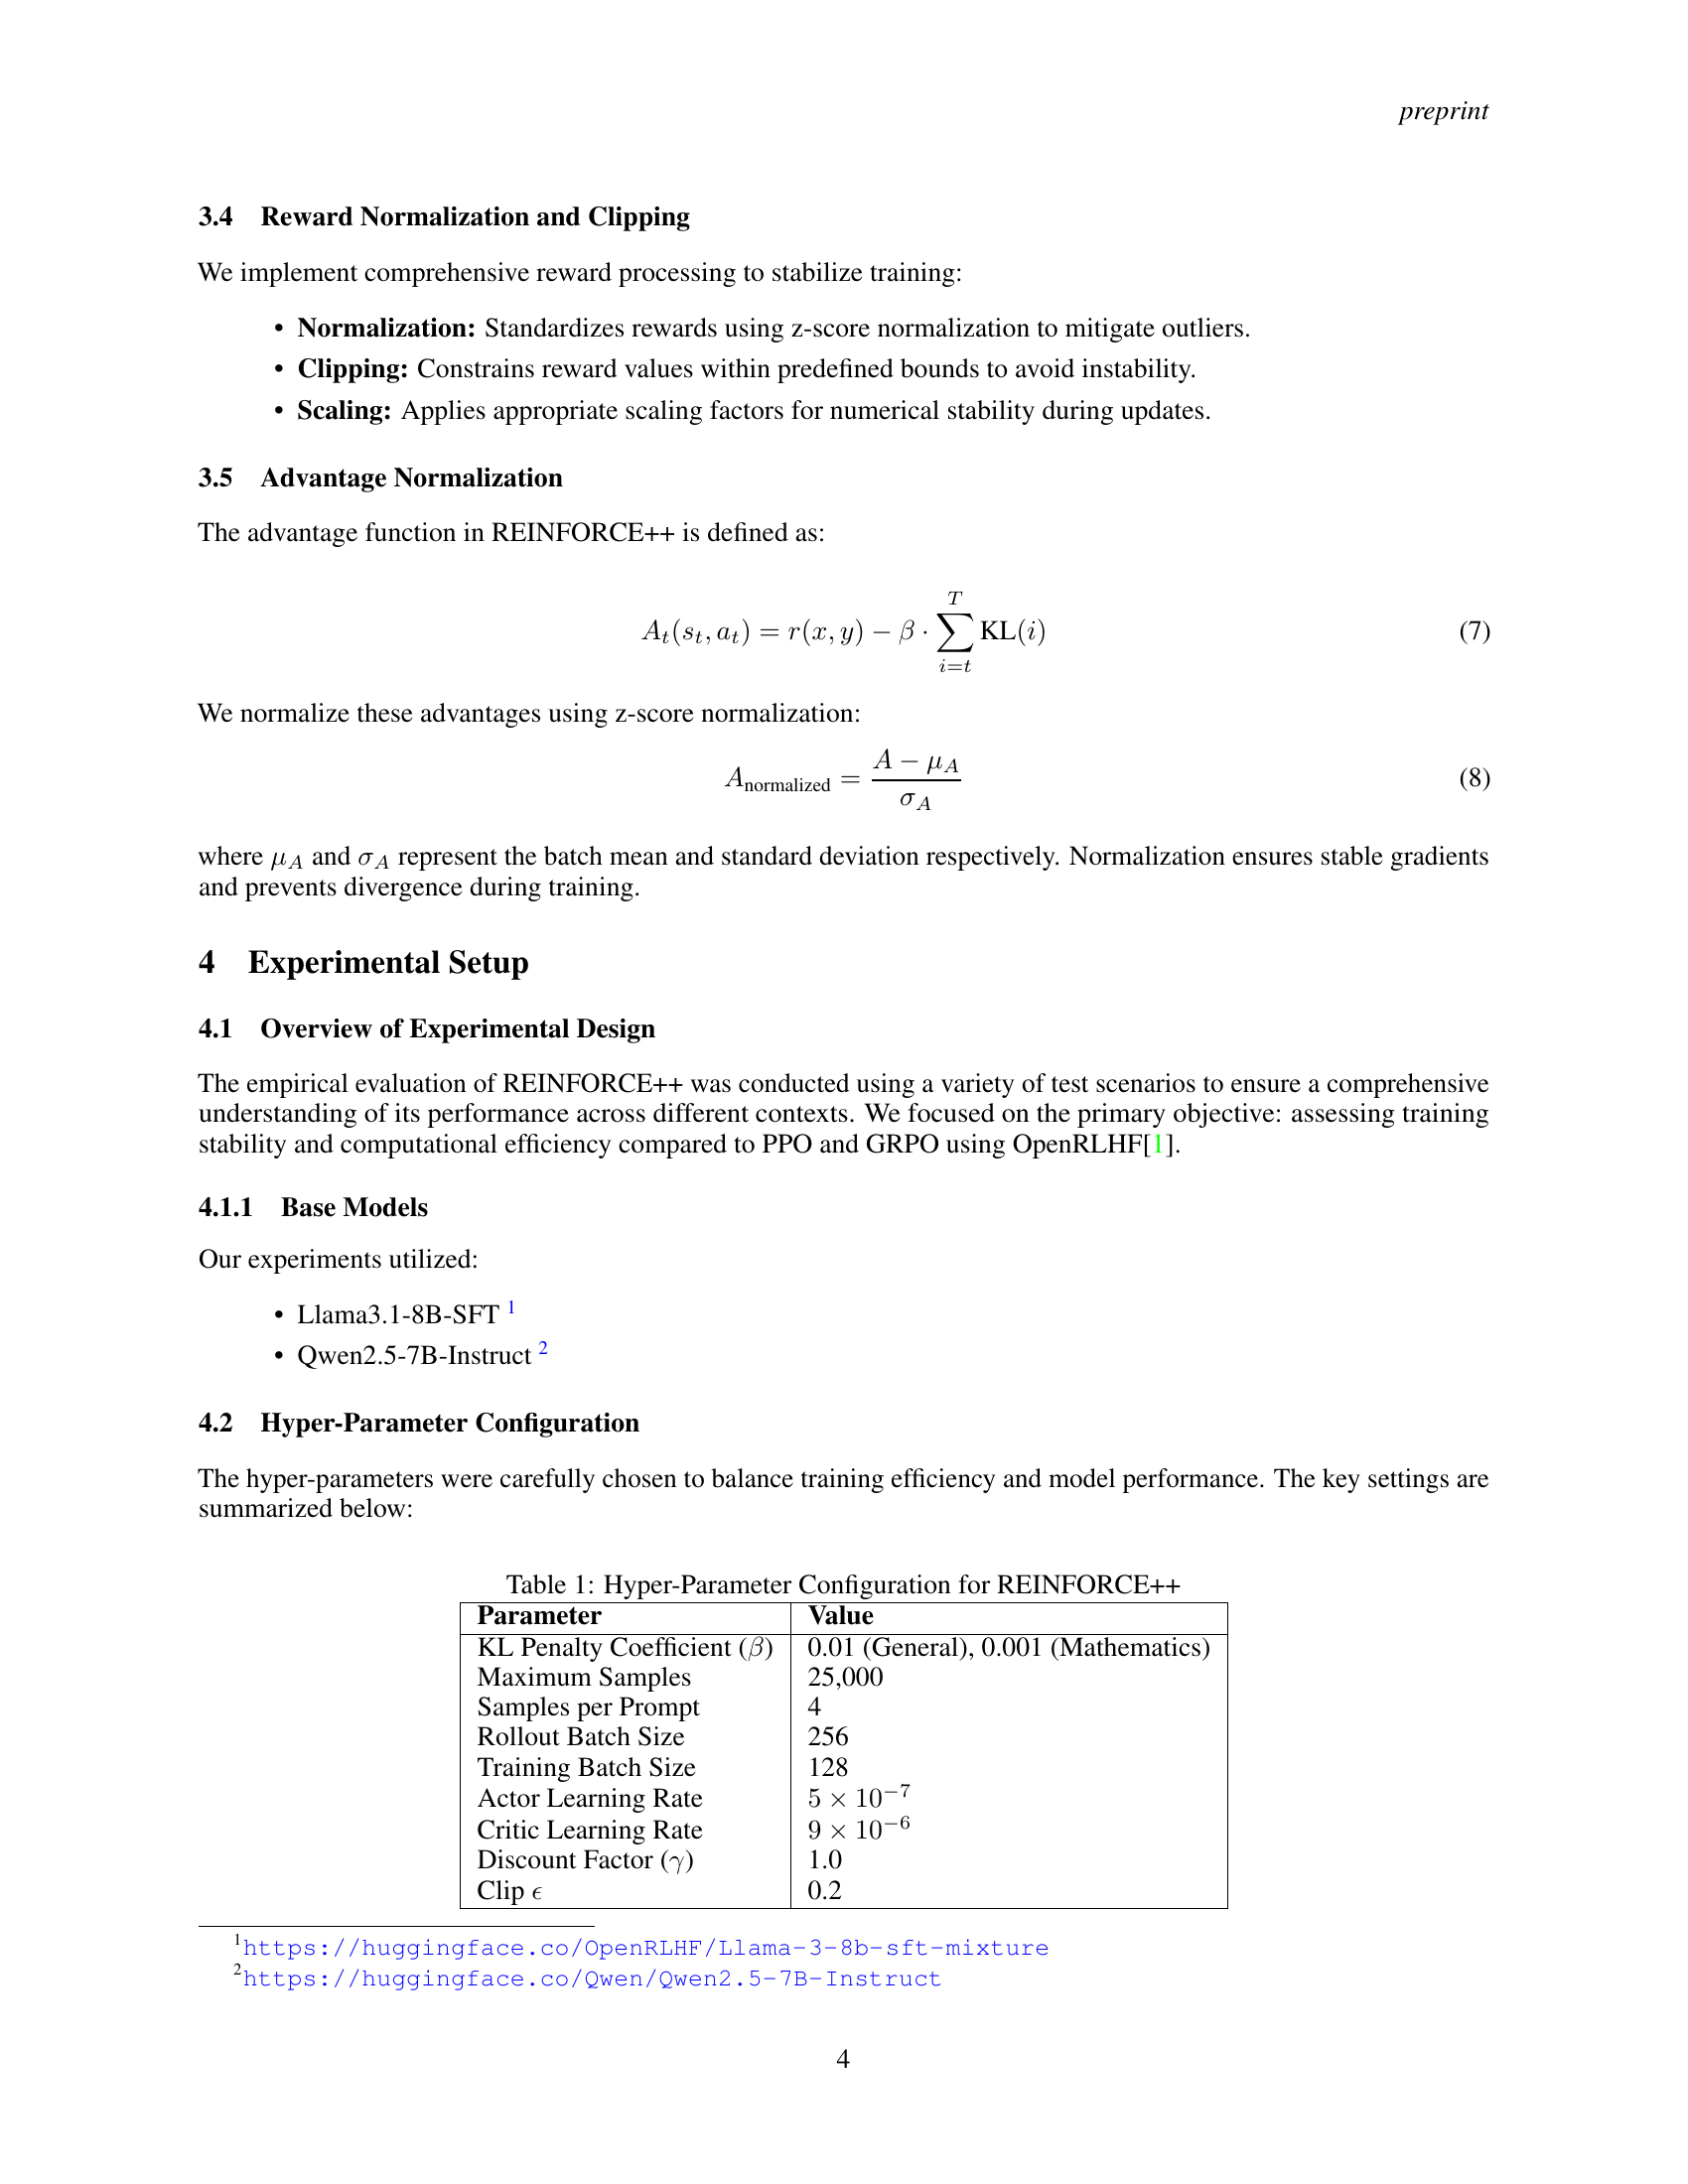 preprint
3.4 Reward Normalization and Clipping
We implement comprehensive reward processing to stabilize training:
• Normalization: Standardizes rewards using z-score normalization to mitigate outliers.
• Clipping: Constrains reward values within predefined bounds to avoid instability.
• Scaling: Applies appropriate scaling factors for numerical stability during updates.
3.5 Advantage Normalization
The advantage function in REINFORCE++ is defined as:
$A_t(s_t, a_t) = r(x, y) - \beta \cdot \sum_{i=t}^{T} \text{KL}(i)$ (7)
We normalize these advantages using z-score normalization:
$A_{\text{normalized}} = \frac{A - \mu_A}{\sigma_A}$ (8)
where $\mu_A$ and $\sigma_A$ represent the batch mean and standard deviation respectively. Normalization ensures stable gradients
and prevents divergence during training.
4 Experimental Setup
4.1 Overview of Experimental Design
The empirical evaluation of REINFORCE++ was conducted using a variety of test scenarios to ensure a comprehensive
understanding of its performance across different contexts. We focused on the primary objective: assessing training
stability and computational efficiency compared to PPO and GRPO using OpenRLHF[1].
4.1.1 Base Models
Our experiments utilized:
• Llama3.1-8B-SFT 1
• Qwen2.5-7B-Instruct 2
4.2 Hyper-Parameter Configuration
The hyper-parameters were carefully chosen to balance training efficiency and model performance. The key settings are
summarized below:
Table 1: Hyper-Parameter Configuration for REINFORCE++
Parameter Value
KL Penalty Coefficient (β) 0.01 (General), 0.001 (Mathematics)
Maximum Samples 25,000
Samples per Prompt 4
Rollout Batch Size 256
Training Batch Size 128
Actor Learning Rate $5 \times 10^{-7}$
Critic Learning Rate $9 \times 10^{-6}$
Discount Factor (γ) 1.0
Clip ϵ 0.2
1https://huggingface.co/OpenRLHF/Llama-3-8b-sft-mixture
2https://huggingface.co/Qwen/Qwen2.5-7B-Instruct
4